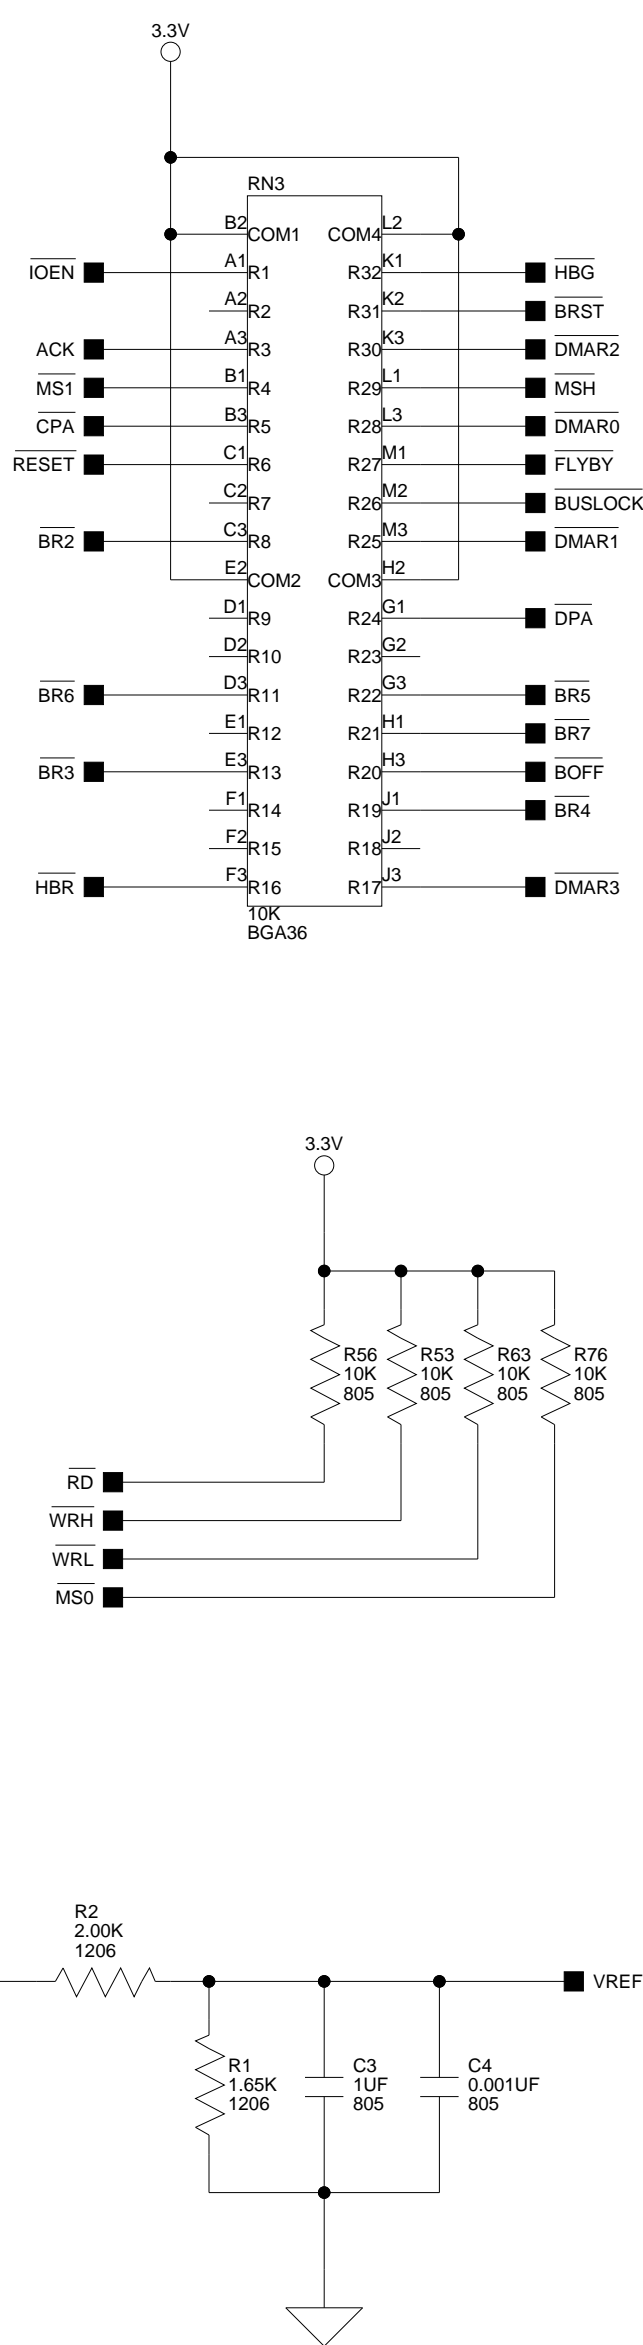 3.3V
RN3
B2 COM1 COM4 L2
IOEN A1 R1 R32 K1 HBG
A2 R2 R31 K2 BRST
ACK A3 R3 R30 K3 DMAR2
MS1 B1 R4 R29 L1 MSH
CPA B3 R5 R28 L3 DMAR0
RESET C1 R6 R27 M1 FLYBY
C2 R7 R26 M2 BUSLOCK
BR2 C3 R8 R25 M3 DMAR1
E2 COM2 COM3 H2
D1 R9 R24 G1 DPA
D2 R10 R23 G2
BR6 D3 R11 R22 G3 BR5
E1 R12 R21 H1 BR7
BR3 E3 R13 R20 H3 BOFF
F1 R14 R19 J1 BR4
F2 R15 R18 J2
HBR F3 R16 R17 J3 DMAR3
10K
BGA36
3.3V
R56 R53 R63 R76
10K 10K 10K 10K
805 805 805 805
RD
WRH
WRL
MS0
R2
2.00K
1206
VREF
R1 C3 C4
1.65K 1UF 0.001UF
1206 805 805